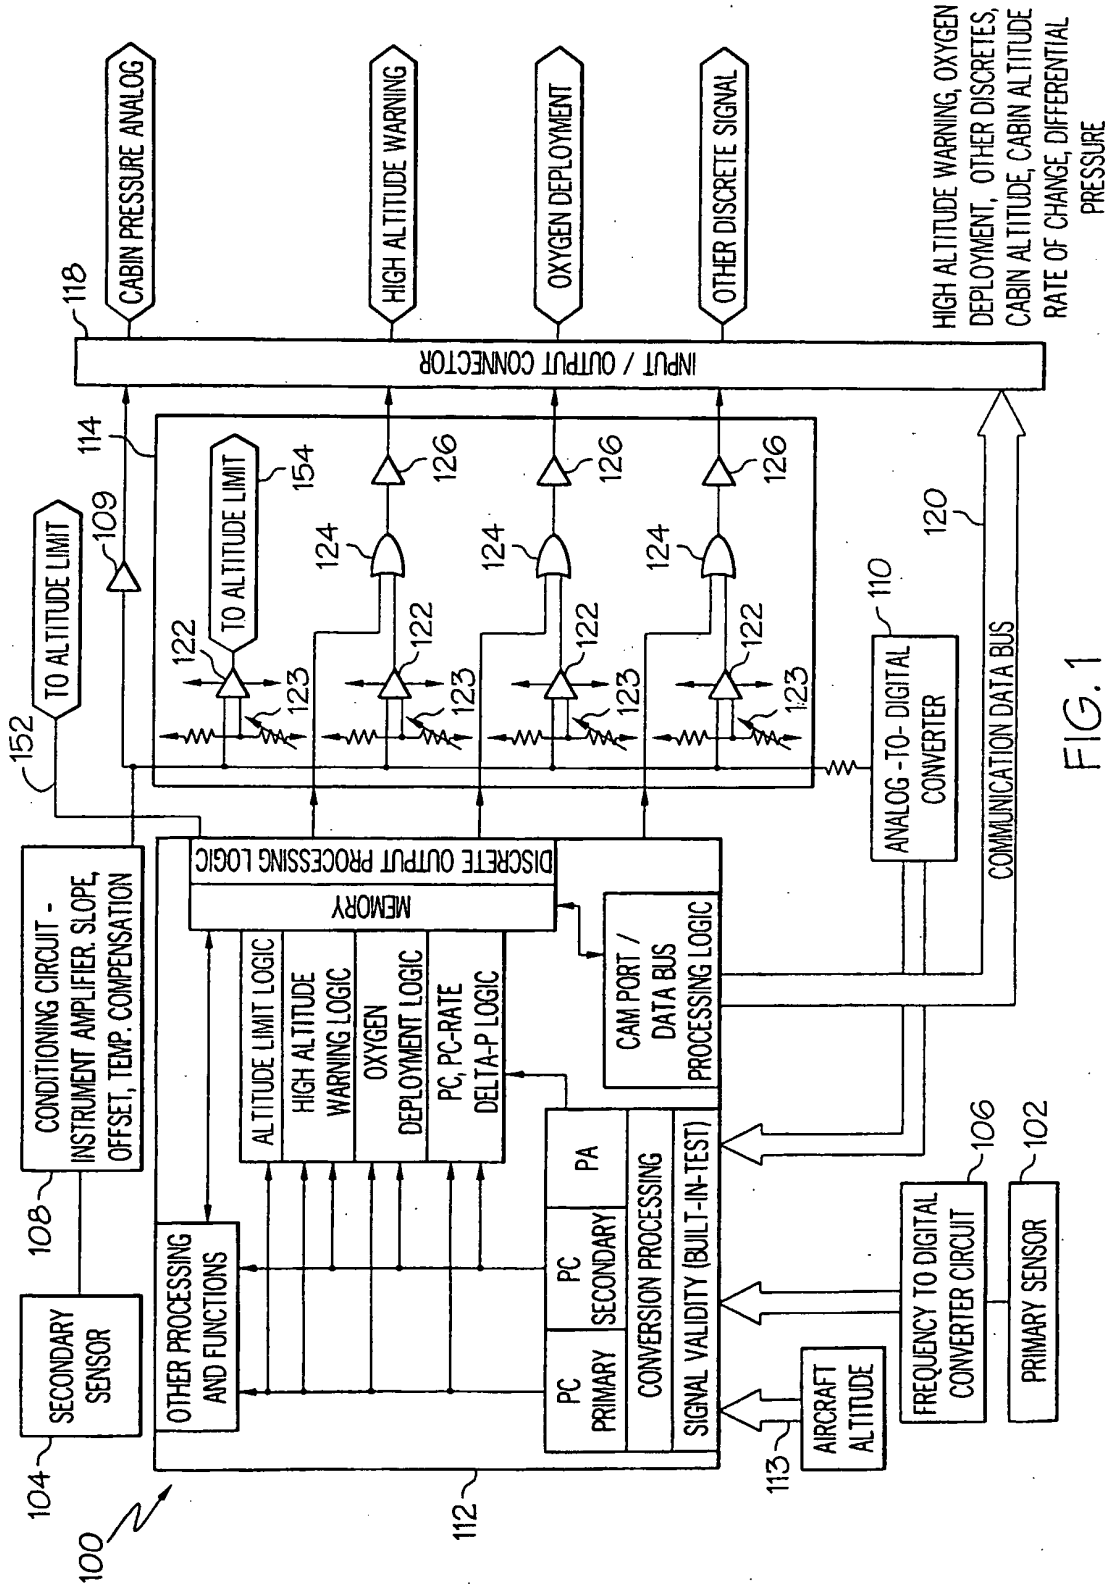 100
104
SECONDARY
SENSOR
108
CONDITIONING CIRCUIT -
INSTRUMENT AMPLIFIER. SLOPE,
OFFSET, TEMP. COMPENSATION
152
TO ALTITUDE LIMIT
109
114
118
CABIN PRESSURE ANALOG
HIGH ALTITUDE WARNING
OXYGEN DEPLOYMENT
OTHER DISCRETE SIGNAL
INPUT / OUTPUT CONNECTOR
122
TO ALTITUDE LIMIT
154
123
122
124
126
123
122
124
126
123
122
124
126
123
112
OTHER PROCESSING
AND FUNCTIONS
ALTITUDE LIMIT LOGIC
HIGH ALTITUDE
WARNING LOGIC
OXYGEN
DEPLOYMENT LOGIC
PC, PC-RATE
DELTA-P LOGIC
MEMORY
DISCRETE OUTPUT PROCESSING LOGIC
PC
PRIMARY
PC
SECONDARY
PA
CONVERSION PROCESSING
SIGNAL VALIDITY (BUILT-IN-TEST)
CAM PORT /
DATA BUS
PROCESSING LOGIC
113
AIRCRAFT
ALTITUDE
FREQUENCY TO DIGITAL
CONVERTER CIRCUIT
106
PRIMARY SENSOR
102
ANALOG -TO- DIGITAL
CONVERTER
110
COMMUNICATION DATA BUS
120
HIGH ALTITUDE WARNING, OXYGEN
DEPLOYMENT, OTHER DISCRETES,
CABIN ALTITUDE, CABIN ALTITUDE
RATE OF CHANGE, DIFFERENTIAL
PRESSURE
FIG. 1